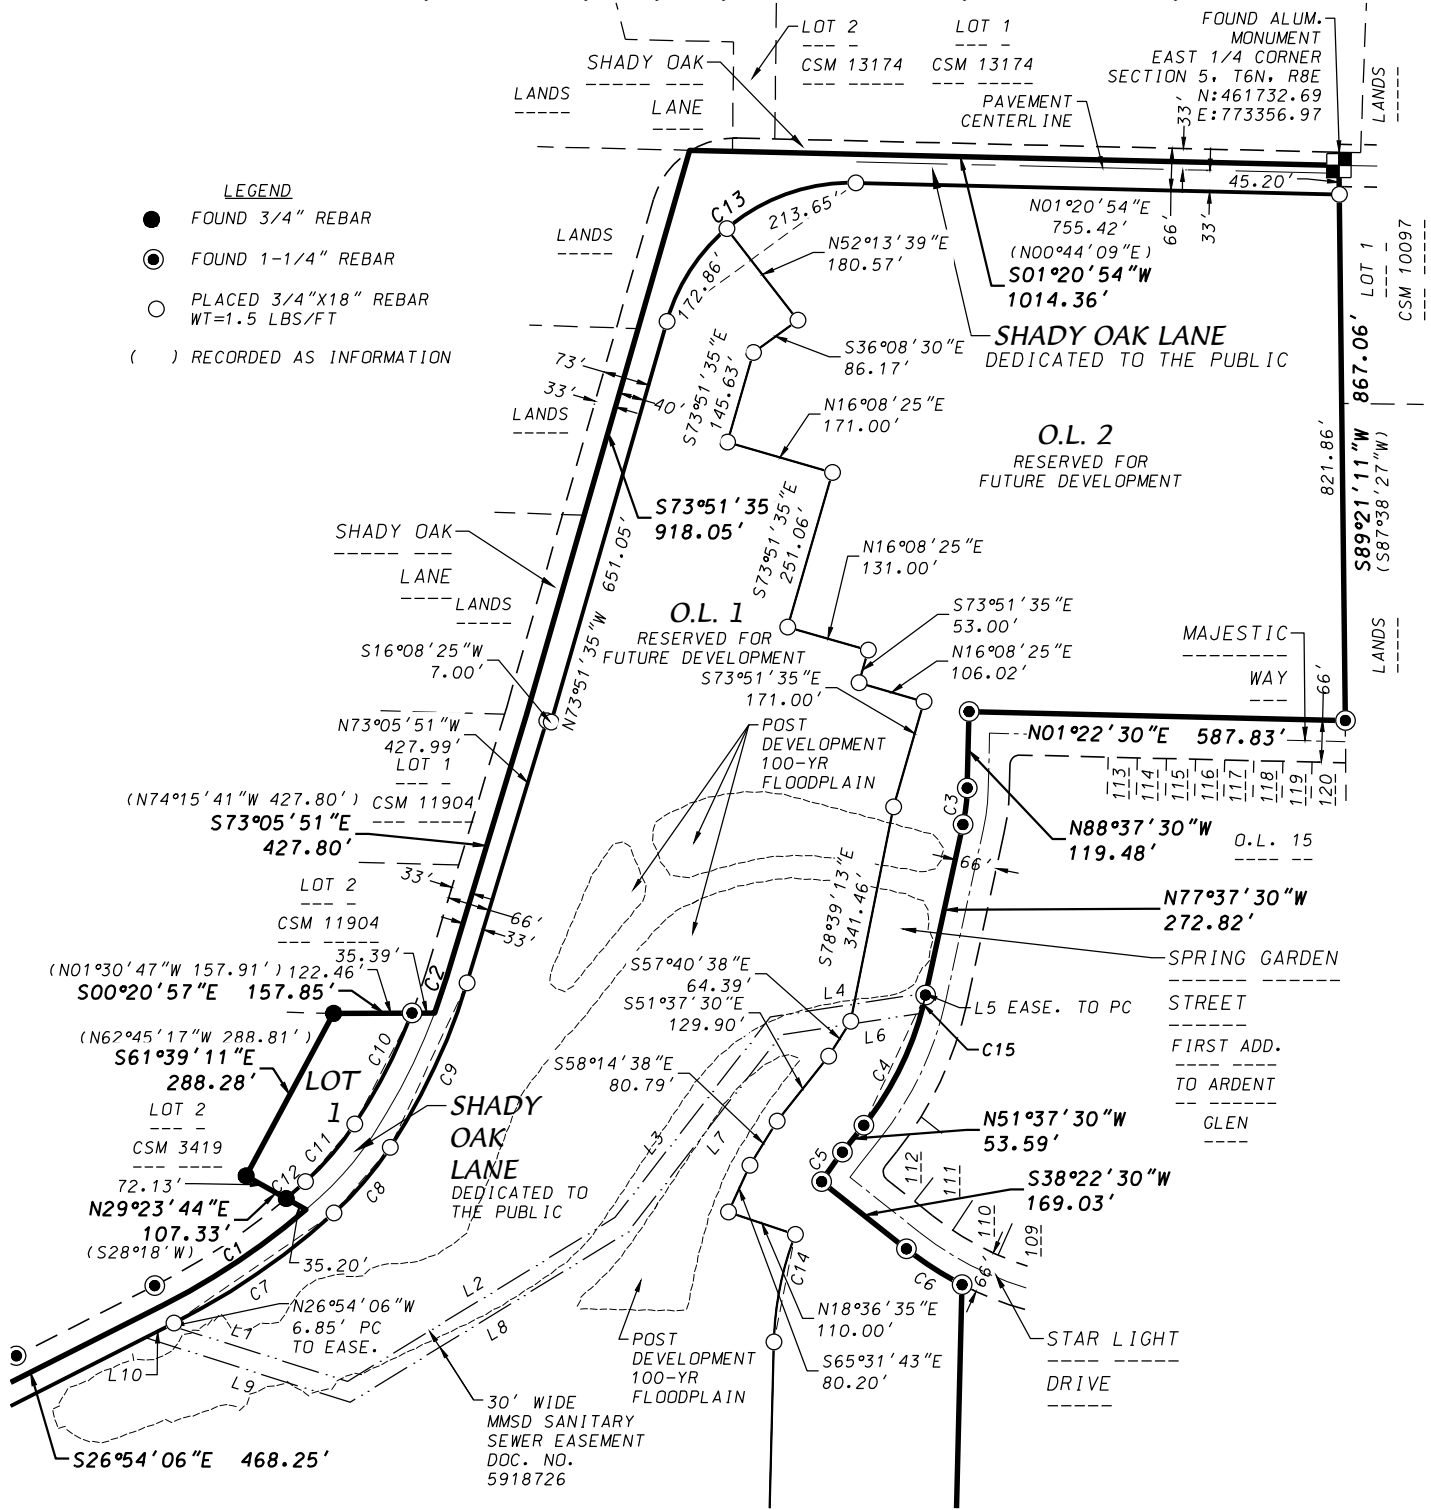 LOT 2
--- -
CSM 13174
--- -----
LOT 1
--- -
CSM 13174
--- -----
FOUND ALUM.
MONUMENT
EAST 1/4 CORNER
SECTION 5, T6N, R8E
N:461732.69
E:773356.97
SHADY OAK
----- ---
LANE
----
LANDS
-----
PAVEMENT
CENTERLINE
33'
LANDS
-----
LEGEND
FOUND 3/4" REBAR
FOUND 1-1/4" REBAR
PLACED 3/4"X18" REBAR
WT=1.5 LBS/FT
( ) RECORDED AS INFORMATION
LANDS
-----
C13
213.65'
172.86'
N52°13'39"E
180.57'
N01°20'54"E
755.42'
(N00°44'09"E)
S01°20'54"W
1014.36'
66'
33'
45.20'
LOT 1
--- -
CSM 10097
--- -----
SHADY OAK LANE
DEDICATED TO THE PUBLIC
S36°08'30"E
86.17'
S73°51'35"E
145.63'
73'
33'
40'
LANDS
-----
N16°08'25"E
171.00'
O.L. 2
RESERVED FOR
FUTURE DEVELOPMENT
821.86'
S89°21'11"W 867.06'
(S87°38'27"W)
S73°51'35
918.05'
S73°51'35"E
251.06'
SHADY OAK
----- ---
LANE
----
LANDS
-----
N16°08'25"E
131.00'
N73°51'35"W 651.05'
O.L. 1
RESERVED FOR
FUTURE DEVELOPMENT
S73°51'35"E
53.00'
N16°08'25"E
106.02'
S73°51'35"E
171.00'
MAJESTIC
--------
WAY
---
66'
LANDS
-----
S16°08'25"W
7.00'
N73°05'51"W
427.99'
LOT 1
--- -
CSM 11904
--- -----
(N74°15'41"W 427.80')
S73°05'51"E
427.80'
POST
DEVELOPMENT
100-YR
FLOODPLAIN
N01°22'30"E 587.83'
113
114
115
116
117
118
119
120
C3
N88°37'30"W
119.48'
O.L. 15
---- --
66'
LOT 2
--- -
CSM 11904
--- -----
33'
66'
33'
S78°39'13"E
341.46'
N77°37'30"W
272.82'
SPRING GARDEN
------ ------
STREET
------
FIRST ADD.
----- ----
TO ARDENT
-- ------
GLEN
----
35.39'
(N01°30'47"W 157.91')
122.46'
S00°20'57"E 157.85'
C2
S57°40'38"E
64.39'
S51°37'30"E
129.90'
L4
L5 EASE. TO PC
L6
C15
(N62°45'17"W 288.81')
S61°39'11"E
288.28'
LOT
1
C10
C9
S58°14'38"E
80.79'
C4
LOT 2
--- -
CSM 3419
--- ----
SHADY
OAK
LANE
DEDICATED TO
THE PUBLIC
L3
L7
N51°37'30"W
53.59'
C11
C12
C5
112
111
110
109
S38°22'30"W
169.03'
72.13'
N29°23'44"E
107.33'
(S28°18'W)
C8
C1
35.20'
C7
C14
C6
66'
N26°54'06"W
6.85' PC
TO EASE.
L2
L8
L1
L10
L9
N18°36'35"E
110.00'
S65°31'43"E
80.20'
POST
DEVELOPMENT
100-YR
FLOODPLAIN
STAR LIGHT
---- -----
DRIVE
-----
30' WIDE
MMSD SANITARY
SEWER EASEMENT
DOC. NO.
5918726
S26°54'06"E 468.25'